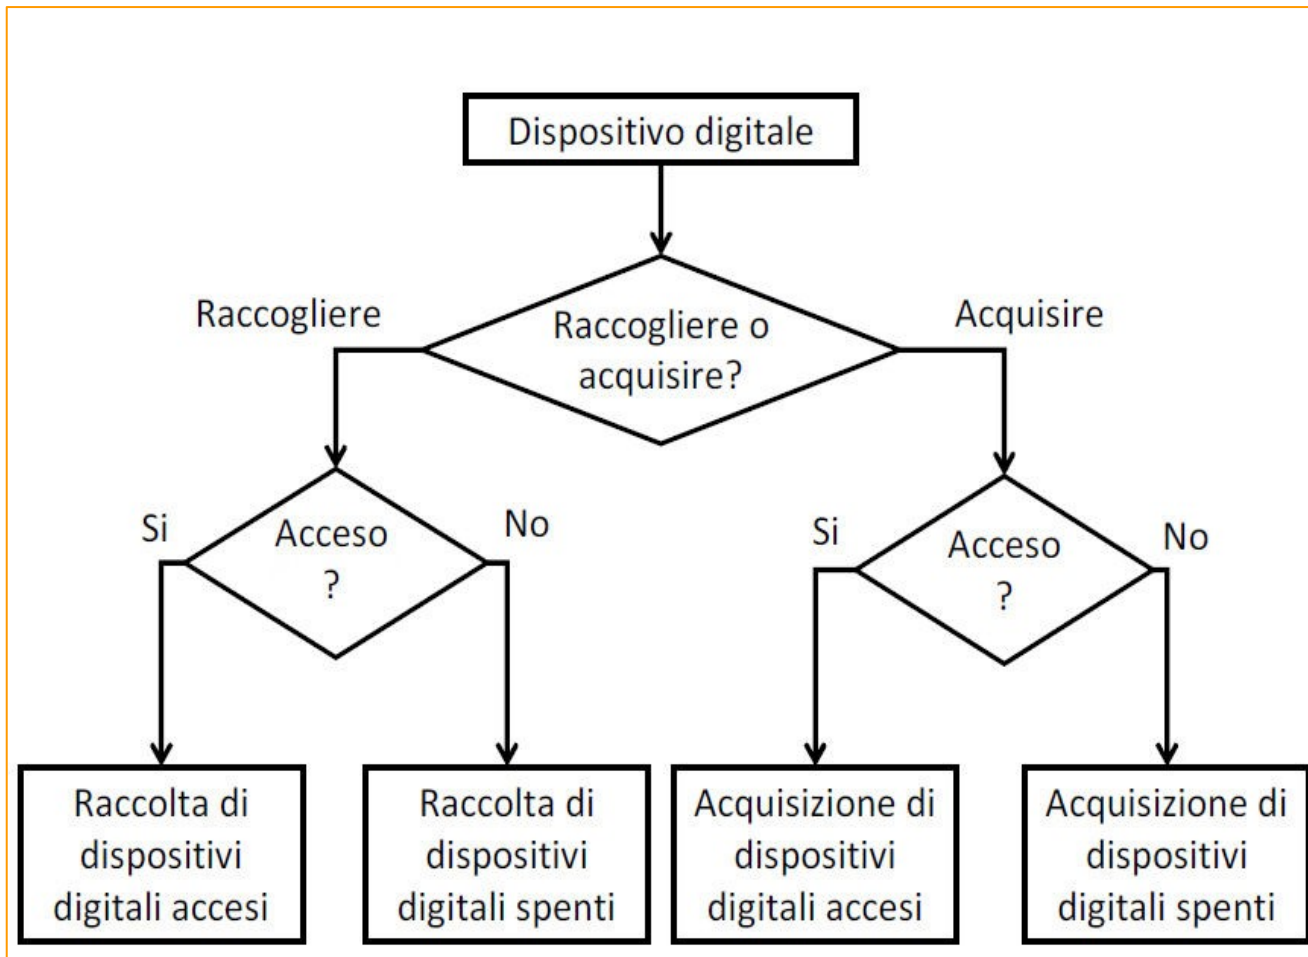 Dispositivo digitale
Raccogliere
Raccogliere o
acquisire?
Acquisire
Si
Acceso
?
No
Si
Acceso
?
No
Raccolta di
dispositivi
digitali accesi
Raccolta di
dispositivi
digitali spenti
Acquisizione di
dispositivi
digitali accesi
Acquisizione di
dispositivi
digitali spenti